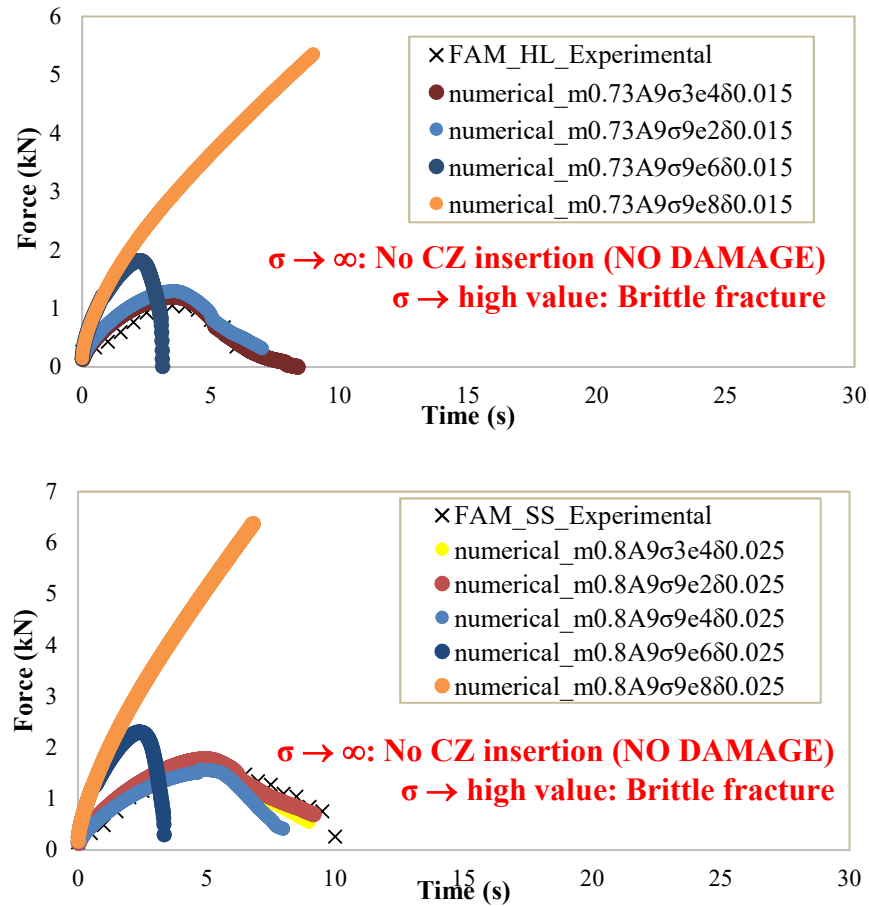 6
5
4
3
2
1
0
Force (kN)
× FAM_HL_Experimental
numerical_m0.73A9σ3e4δ0.015
numerical_m0.73A9σ9e2δ0.015
numerical_m0.73A9σ9e6δ0.015
numerical_m0.73A9σ9e8δ0.015
σ → ∞: No CZ insertion (NO DAMAGE)
σ → high value: Brittle fracture
0 5 10 15 20 25 30
Time (s)
7
6
5
4
3
2
1
0
Force (kN)
× FAM_SS_Experimental
numerical_m0.8A9σ3e4δ0.025
numerical_m0.8A9σ9e2δ0.025
numerical_m0.8A9σ9e4δ0.025
numerical_m0.8A9σ9e6δ0.025
numerical_m0.8A9σ9e8δ0.025
σ → ∞: No CZ insertion (NO DAMAGE)
σ → high value: Brittle fracture
0 5 10 15 20 25 30
Time (s)